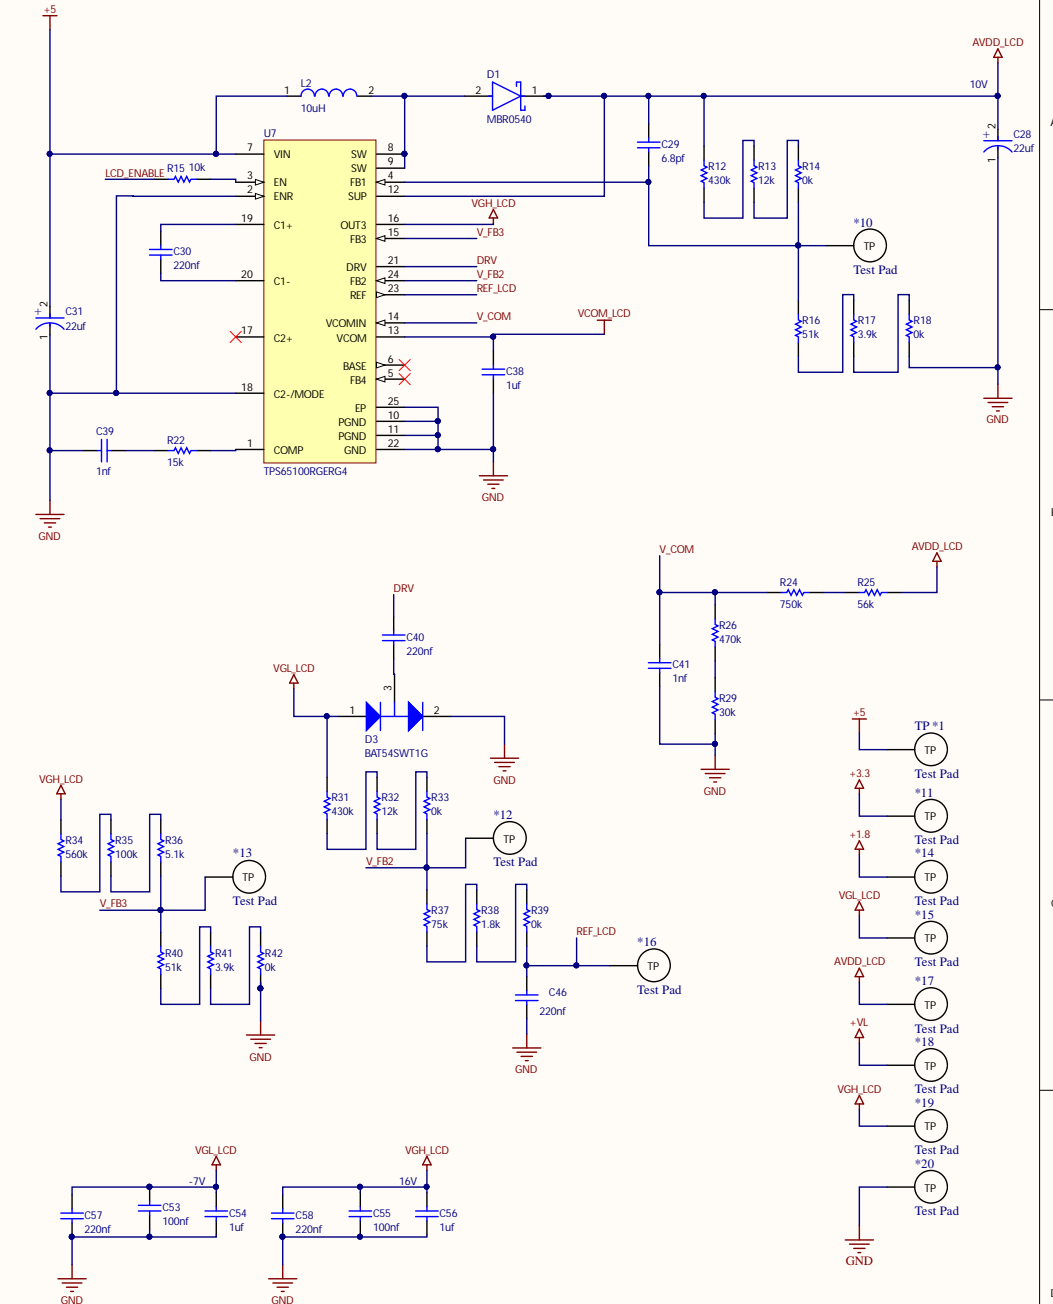 +5
AVDD_LCD
10V
L2
1
2
10uH
D1
2
1
MBR0540
2
+
C28
22uf
1
U7
7 VIN
SW 8
SW 9
LCD_ENABLE
R15 10k
3 EN
FB1 4
2 ENR
SUP 12
C29
6.8pf
R12
430k
R13
12k
R14
0k
VGH_LCD
19 C1+
OUT3 16
FB3 15
V_FB3
C30
220nf
*10
TP
Test Pad
DRV 21
DRV
20 C1-
FB2 24
V_FB2
REF 23
REF_LCD
2
+
C31
22uf
1
17 C2+
VCOMIN 14
V_COM
VCOM 13
VCOM_LCD
R16
51k
R17
3.9k
R18
0k
BASE 6
FB4 5
C38
1uf
18 C2-/MODE
EP 25
PGND 10
PGND 11
GND 22
GND
C39
1nf
R22
15k
1 COMP
TPS65100RGERG4
GND
GND
V_COM
AVDD_LCD
R24
750k
R25
56k
R26
470k
C41
1nf
R29
30k
GND
DRV
C40
220nf
VGL_LCD
3
1
2
D3
BAT54SWT1G
GND
R31
430k
R32
12k
R33
0k
*12
TP
Test Pad
V_FB2
R37
75k
R38
1.8k
R39
0k
REF_LCD
*16
TP
Test Pad
C46
220nf
GND
VGH_LCD
R34
560k
R35
100k
R36
5.1k
*13
TP
Test Pad
V_FB3
R40
51k
R41
3.9k
R42
0k
GND
+5
TP *1
TP
Test Pad
+3.3
*11
TP
Test Pad
+1.8
*14
TP
Test Pad
VGL_LCD
*15
TP
Test Pad
AVDD_LCD
*17
TP
Test Pad
+VL
*18
TP
Test Pad
VGH_LCD
*19
TP
Test Pad
*20
TP
Test Pad
GND
VGL_LCD
-7V
C57
220nf
C53
100nf
C54
1uf
GND
VGH_LCD
16V
C58
220nf
C55
100nf
C56
1uf
GND